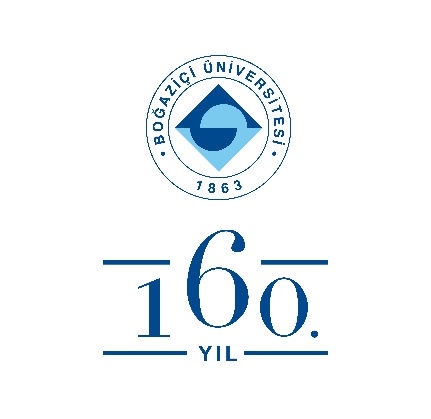 • BOĞAZİÇİ ÜNİVERSİTESİ •
1863
160.
YIL